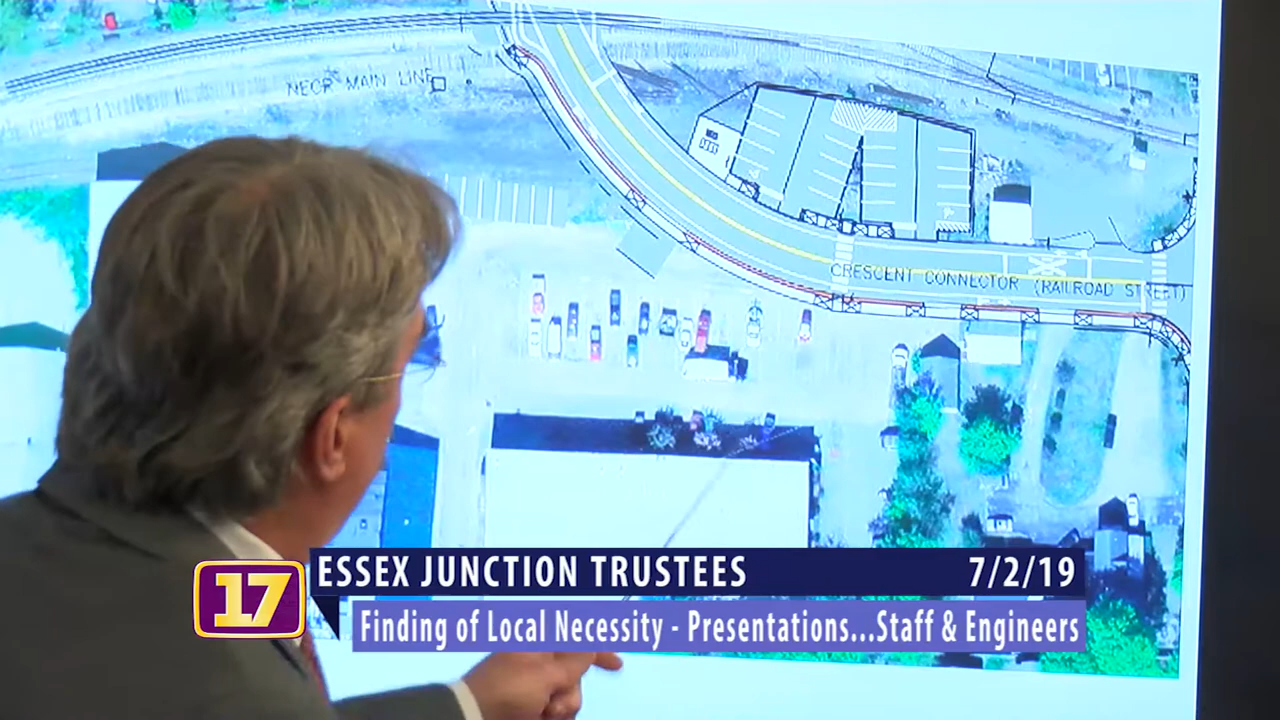 NECR MAIN LINE
CRESCENT CONNECTOR (RAILROAD STREET)
17
ESSEX JUNCTION TRUSTEES
7/2/19
Finding of Local Necessity - Presentations...Staff & Engineers